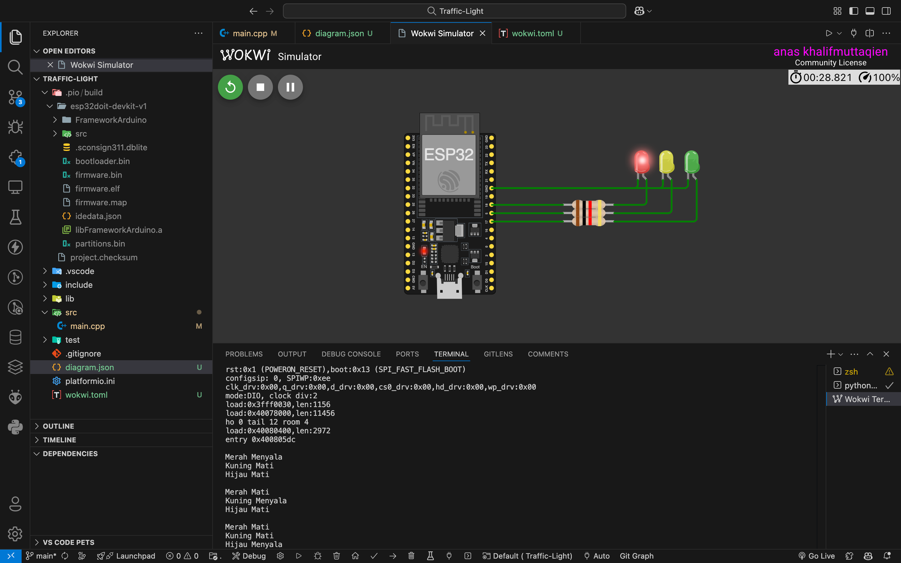 Traffic-Light
EXPLORER
main.cpp M
diagram.json U
Wokwi Simulator
wokwi.toml U
OPEN EDITORS
Wokwi Simulator
WOKWI Simulator
anas khalifmuttaqien
Community License
TRAFFIC-LIGHT
00:28.821 100%
.pio/build
esp32doit-devkit-v1
FrameworkArduino
src
.sconsign311.dblite
bootloader.bin
firmware.bin
firmware.elf
firmware.map
idedata.json
libFrameworkArduino.a
partitions.bin
project.checksum
.vscode
include
lib
src
main.cpp M
test
.gitignore
diagram.json U
platformio.ini
wokwi.toml U
OUTLINE
TIMELINE
DEPENDENCIES
VS CODE PETS
3
1
ESP32
EN
Boot
PROBLEMS OUTPUT DEBUG CONSOLE PORTS TERMINAL GITLENS COMMENTS
rst:0x1 (POWERON_RESET),boot:0x13 (SPI_FAST_FLASH_BOOT)
configsip: 0, SPIWP:0xee
clk_drv:0x00,q_drv:0x00,d_drv:0x00,cs0_drv:0x00,hd_drv:0x00,wp_drv:0x00
mode:DIO, clock div:2
load:0x3fff0030,len:1156
load:0x40078000,len:11456
ho 0 tail 12 room 4
load:0x40080400,len:2972
entry 0x400805dc
Merah Menyala
Kuning Mati
Hijau Mati
Merah Mati
Kuning Menyala
Hijau Mati
Merah Mati
Kuning Mati
Hijau Menyala
zsh
python...
Wokwi Ter...
main* Launchpad 0 0 Debug Default ( Traffic-Light) Auto Git Graph Go Live